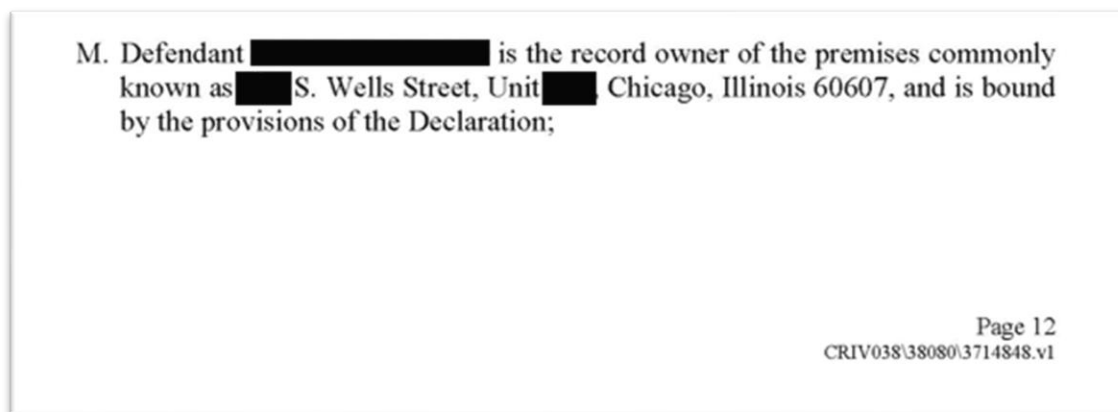 M. Defendant is the record owner of the premises commonly
known as S. Wells Street, Unit , Chicago, Illinois 60607, and is bound
by the provisions of the Declaration;
Page 12
CRIV038\38080\3714848.v1